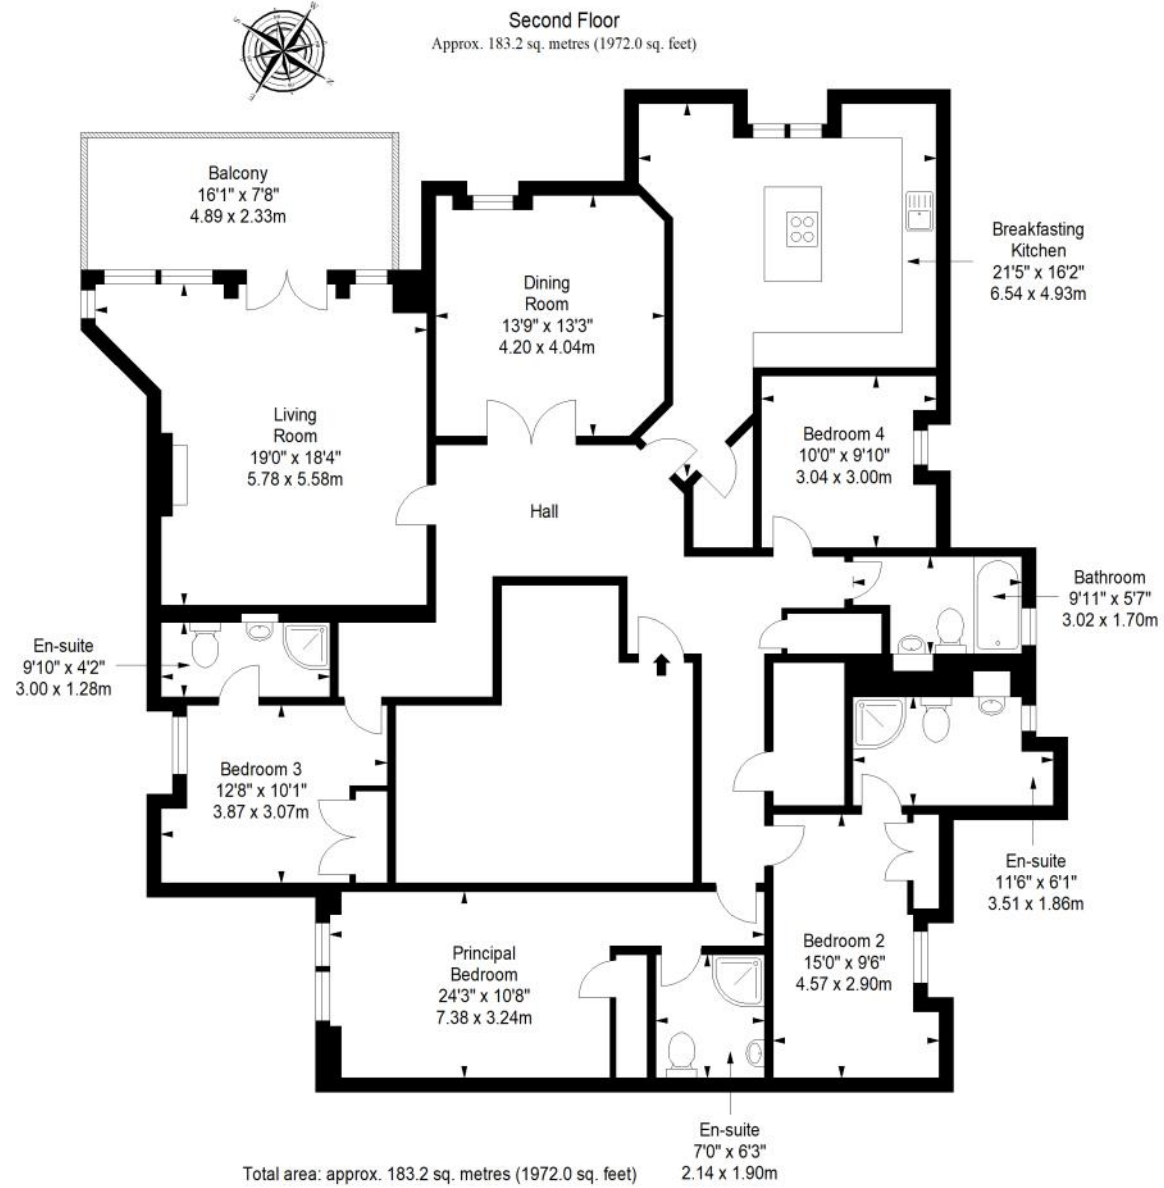 Second Floor
Approx. 183.2 sq. metres (1972.0 sq. feet)
S
W
E
N
Balcony
16'1" x 7'8"
4.89 x 2.33m
Breakfasting
Kitchen
21'5" x 16'2"
6.54 x 4.93m
Dining
Room
13'9" x 13'3"
4.20 x 4.04m
Living
Room
19'0" x 18'4"
5.78 x 5.58m
Bedroom 4
10'0" x 9'10"
3.04 x 3.00m
Hall
Bathroom
9'11" x 5'7"
3.02 x 1.70m
En-suite
9'10" x 4'2"
3.00 x 1.28m
Bedroom 3
12'8" x 10'1"
3.87 x 3.07m
En-suite
11'6" x 6'1"
3.51 x 1.86m
Bedroom 2
15'0" x 9'6"
4.57 x 2.90m
Principal
Bedroom
24'3" x 10'8"
7.38 x 3.24m
En-suite
7'0" x 6'3"
2.14 x 1.90m
Total area: approx. 183.2 sq. metres (1972.0 sq. feet)